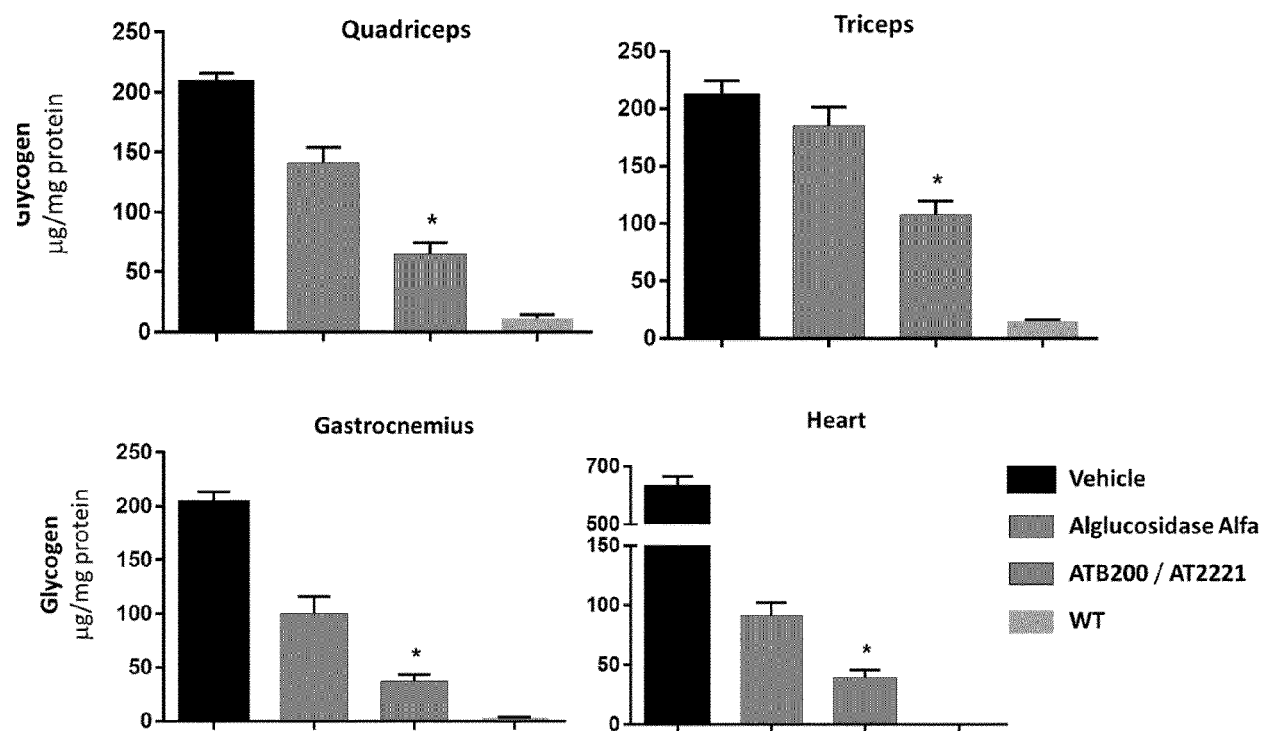 Quadriceps
Glycogen
µg/mg protein
250
200
150
100
50
0
*
Triceps
250
200
150
100
50
0
*
Gastrocnemius
Glycogen
µg/mg protein
250
200
150
100
50
0
*
Heart
700
500
150
100
50
0
*
Vehicle
Alglucosidase Alfa
ATB200 / AT2221
WT